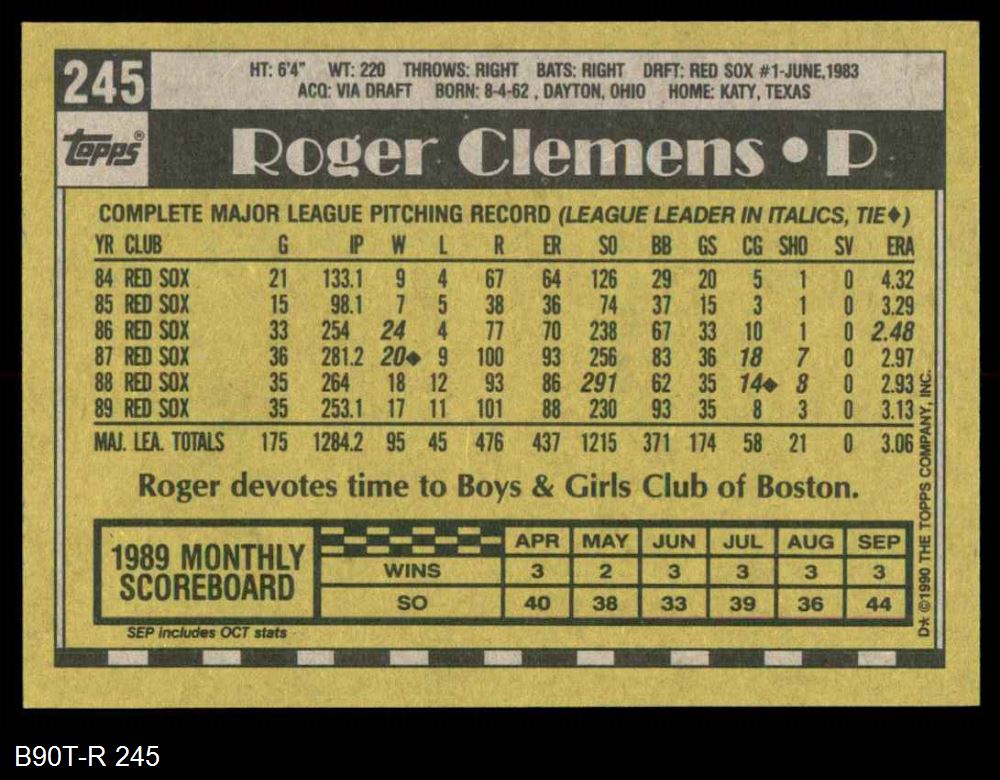 245
HT: 6'4" WT: 220 THROWS: RIGHT BATS: RIGHT DRFT: RED SOX #1-JUNE,1983
ACQ: VIA DRAFT BORN: 8-4-62 , DAYTON, OHIO HOME: KATY, TEXAS
Topps®
Roger Clemens • P
COMPLETE MAJOR LEAGUE PITCHING RECORD (LEAGUE LEADER IN ITALICS, TIE♦)
YR CLUB G IP W L R ER SO BB GS CG SHO SV ERA
84 RED SOX 21 133.1 9 4 67 64 126 29 20 5 1 0 4.32
85 RED SOX 15 98.1 7 5 38 36 74 37 15 3 1 0 3.29
86 RED SOX 33 254 24 4 77 70 238 67 33 10 1 0 2.48
87 RED SOX 36 281.2 20♦ 9 100 93 256 83 36 18 7 0 2.97
88 RED SOX 35 264 18 12 93 86 291 62 35 14♦ 8 0 2.93
89 RED SOX 35 253.1 17 11 101 88 230 93 35 8 3 0 3.13
MAJ. LEA. TOTALS 175 1284.2 95 45 476 437 1215 371 174 58 21 0 3.06
Roger devotes time to Boys & Girls Club of Boston.
1989 MONTHLY
SCOREBOARD
APR MAY JUN JUL AUG SEP
WINS 3 2 3 3 3 3
SO 40 38 33 39 36 44
SEP includes OCT stats
D* ©1990 THE TOPPS COMPANY, INC.
B90T-R 245